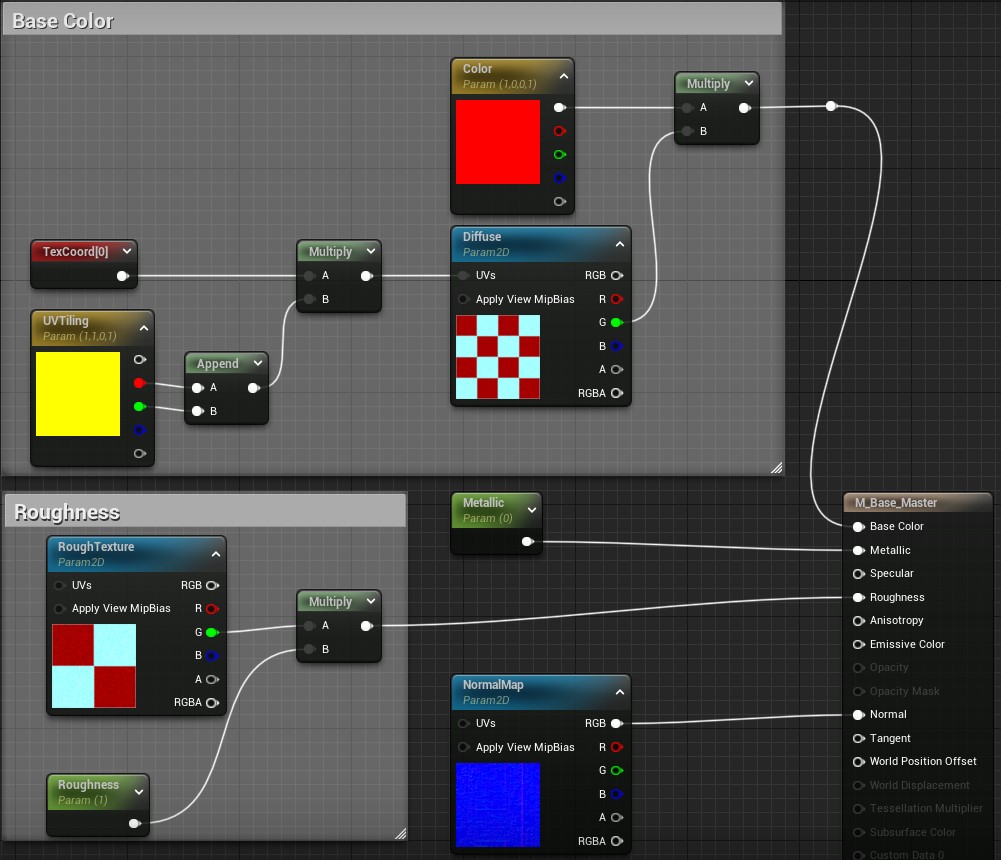 Base Color
Color
Param (1,0,0,1)
Multiply
A
B
TexCoord[0]
Multiply
A
B
UVTiling
Param (1,1,0,1)
Append
A
B
Diffuse
Param2D
UVs RGB
Apply View MipBias R
G
B
A
RGBA
Roughness
RoughTexture
Param2D
UVs RGB
Apply View MipBias R
G
B
A
RGBA
Multiply
A
B
Roughness
Param (1)
Metallic
Param (0)
NormalMap
Param2D
UVs RGB
Apply View MipBias R
G
B
A
RGBA
M_Base_Master
Base Color
Metallic
Specular
Roughness
Anisotropy
Emissive Color
Opacity
Opacity Mask
Normal
Tangent
World Position Offset
World Displacement
Tessellation Multiplier
Subsurface Color
Custom Data 0